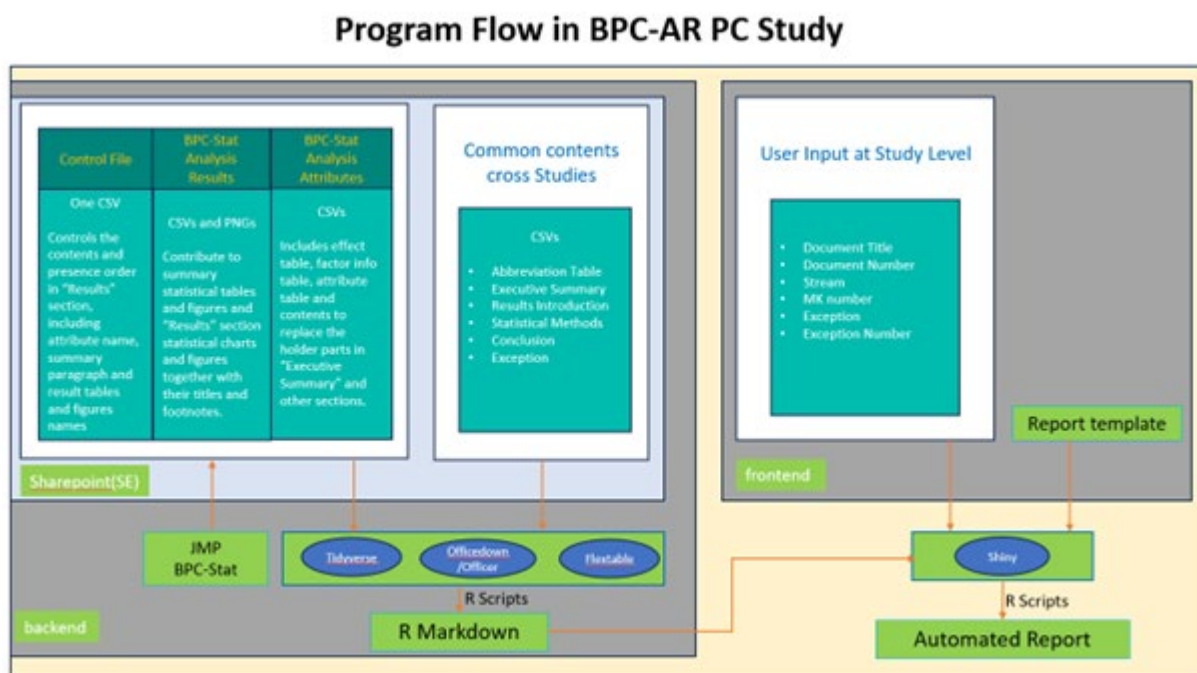 Program Flow in BPC-AR PC Study
Control File
BPC-Stat
Analysis
Results
BPC-Stat
Analysis
Attributes
One CSV
Controls the
contents and
presence order
in "Results"
section,
including
attribute name,
summary
paragraph and
result tables
and figures
names
CSVs and PNGs
Contribute to
summary
statistical tables
and figures and
"Results" section
statistical charts
and figures
together with
their titles and
footnotes.
CSVs
Includes effect
table, factor info
table, attribute
table and
contents to
replace the
holder parts in
"Executive
Summary" and
other sections.
Common contents
cross Studies
CSVs
• Abbreviation Table
• Executive Summary
• Results Introduction
• Statistical Methods
• Conclusion
• Exception
User Input at Study Level
• Document Title
• Document Number
• Stream
• MK number
• Exception
• Exception Number
Report template
Sharepoint(SE)
frontend
JMP
BPC-Stat
Tidyverse
Officedown
/Officer
Flextable
Shiny
R Scripts
R Scripts
backend
R Markdown
Automated Report